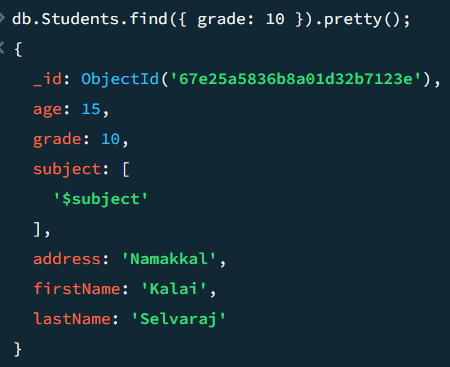 db.Students.find({ grade: 10 }).pretty();
{
_id: ObjectId('67e25a5836b8a01d32b7123e'),
age: 15,
grade: 10,
subject: [
'$subject'
],
address: 'Namakkal',
firstName: 'Kalai',
lastName: 'Selvaraj'
}